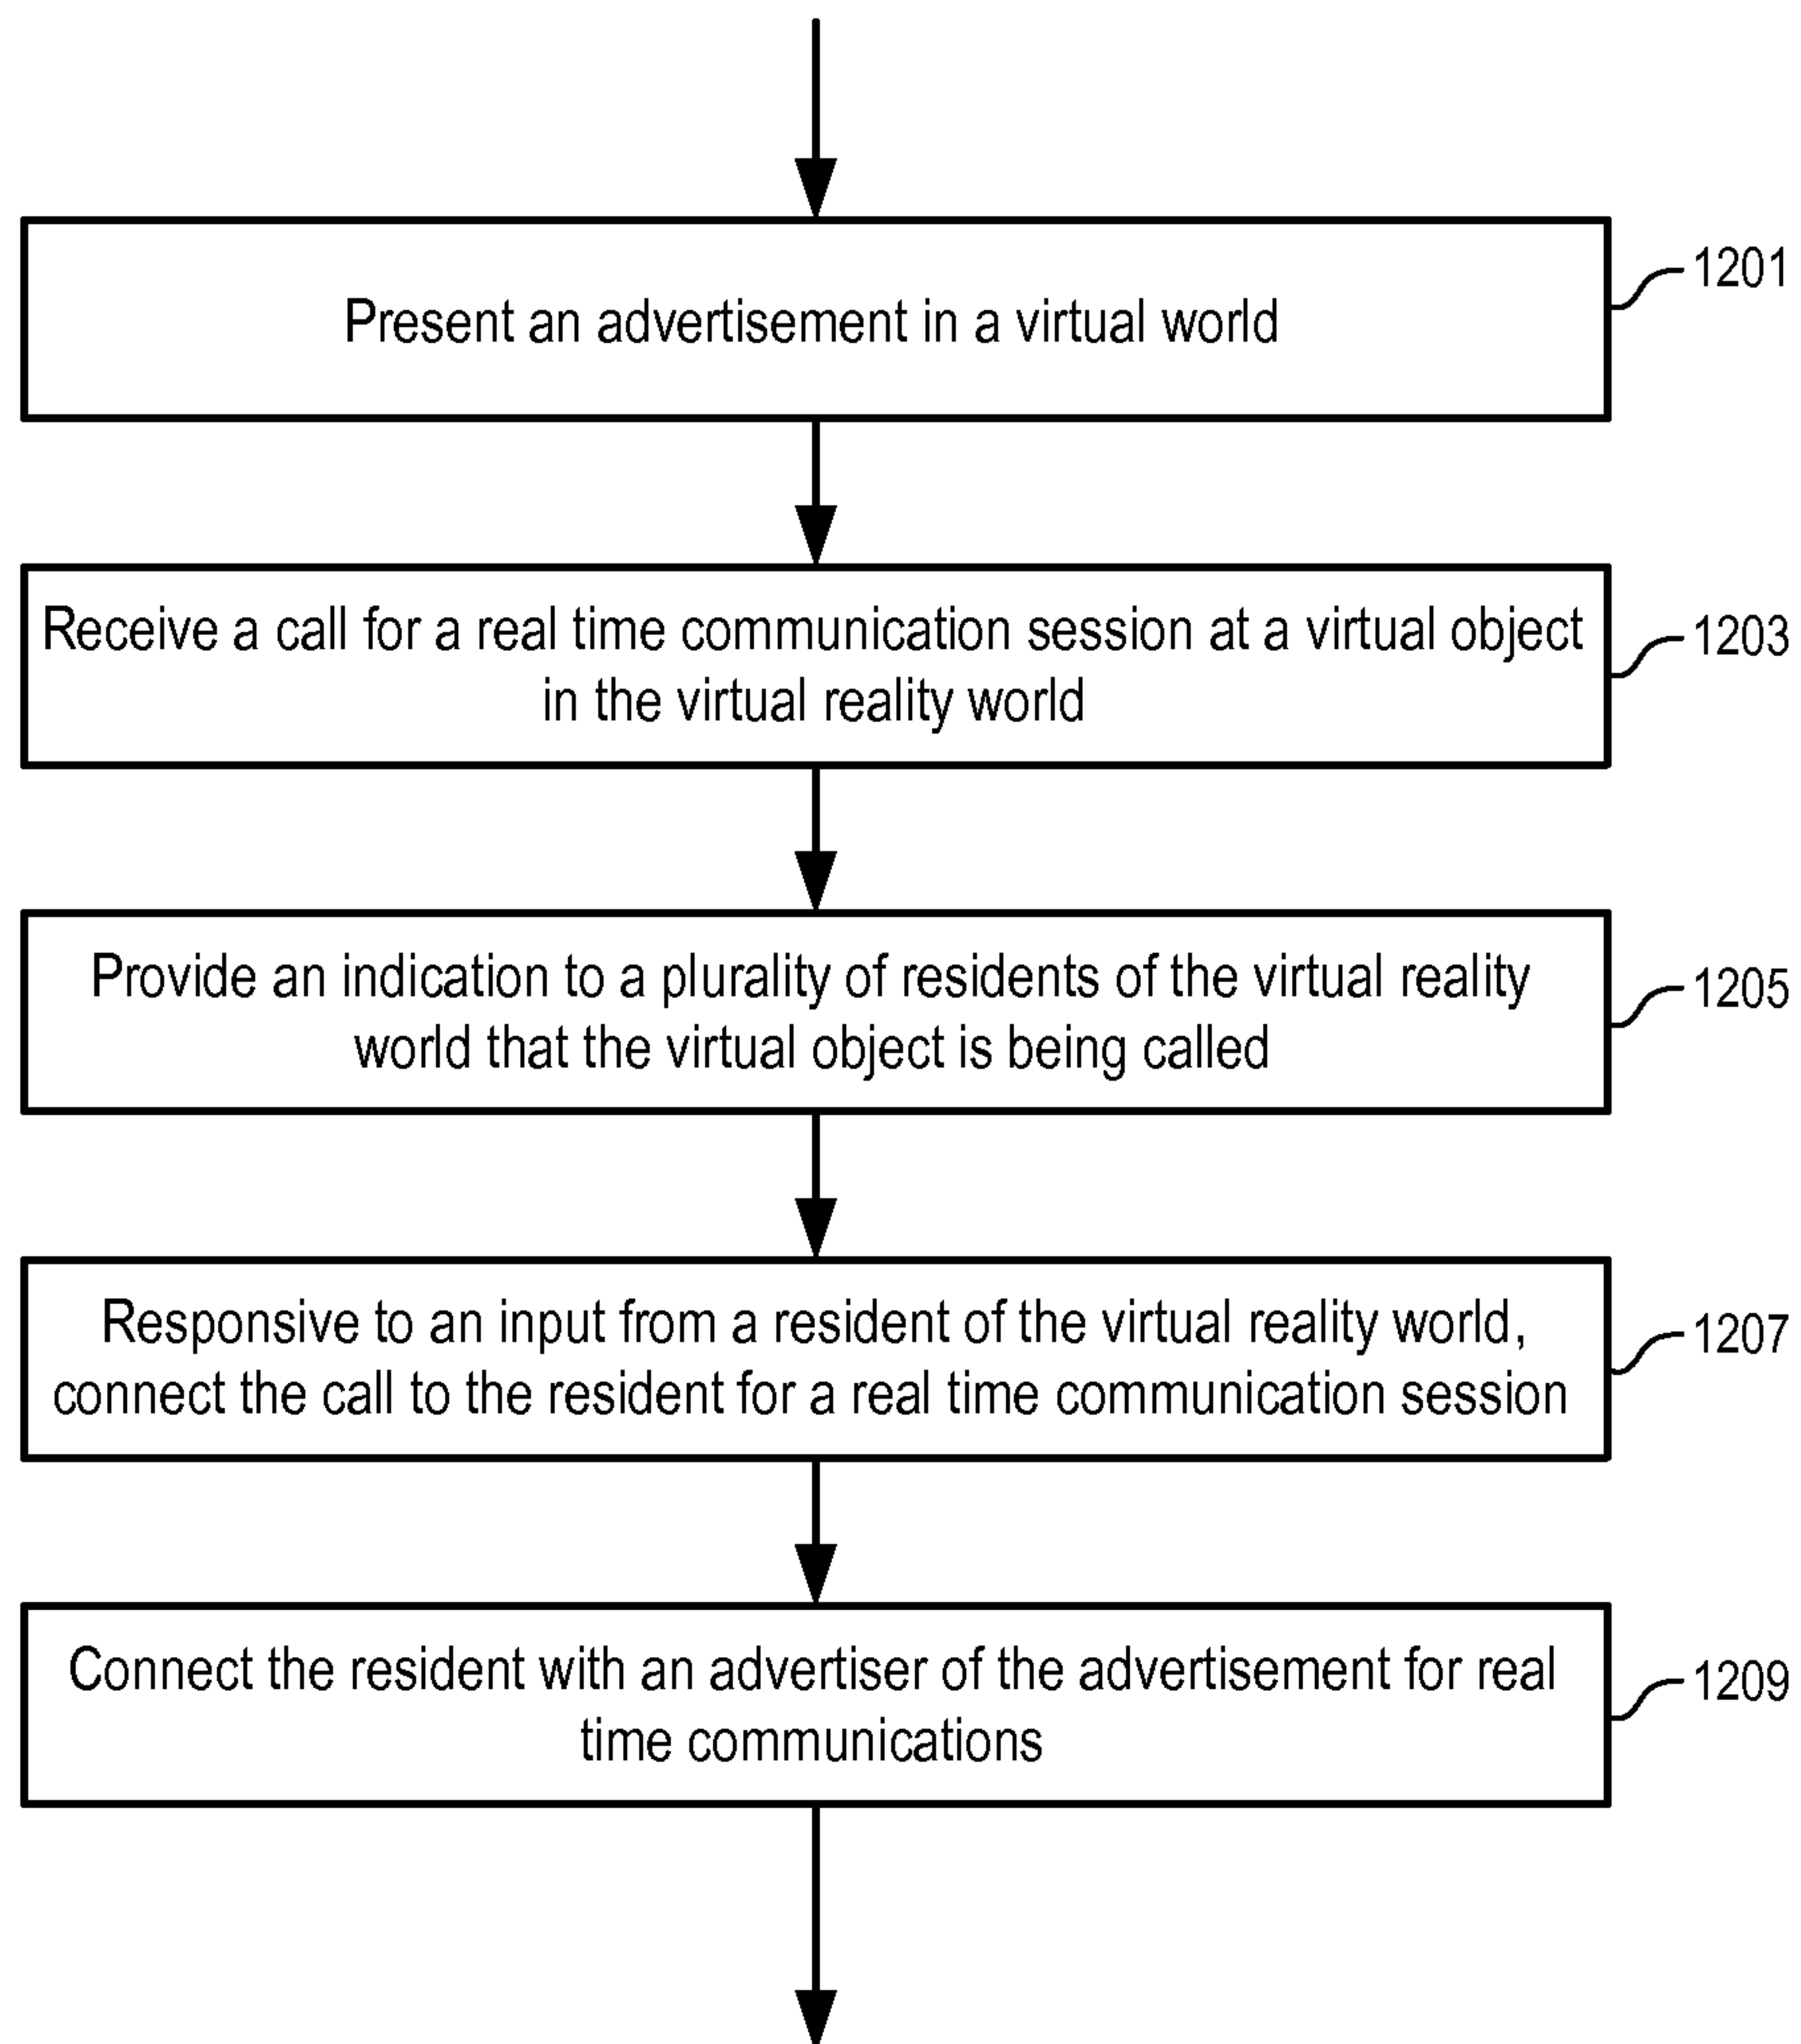 Present an advertisement in a virtual world
1201
Receive a call for a real time communication session at a virtual object
in the virtual reality world
1203
Provide an indication to a plurality of residents of the virtual reality
world that the virtual object is being called
1205
Responsive to an input from a resident of the virtual reality world,
connect the call to the resident for a real time communication session
1207
Connect the resident with an advertiser of the advertisement for real
time communications
1209